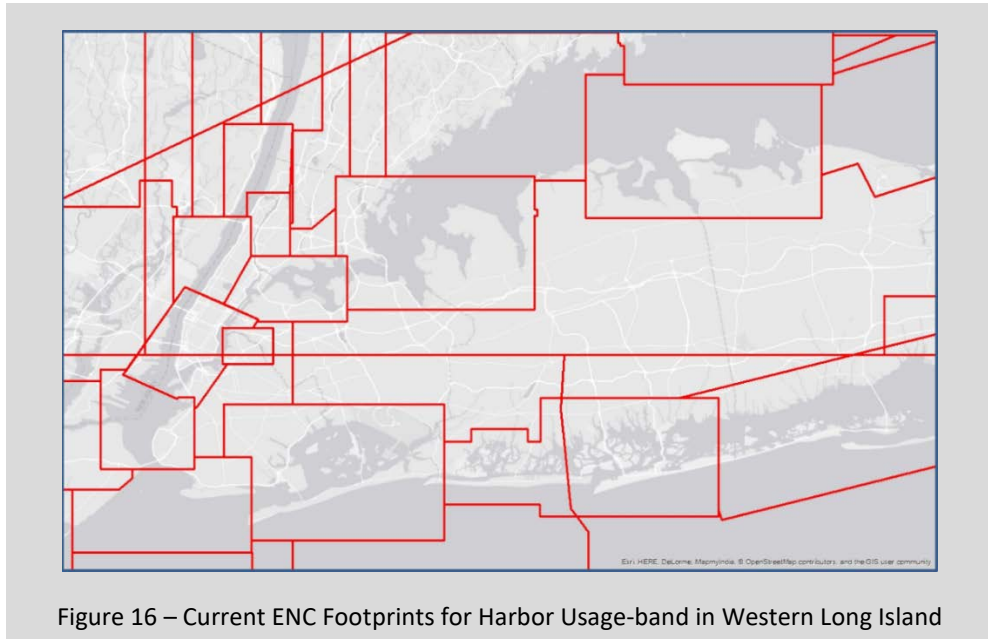 Esri, HERE, DeLorme, MapmyIndia, © OpenStreetMap contributors, and the GIS user community
Figure 16 – Current ENC Footprints for Harbor Usage-band in Western Long Island